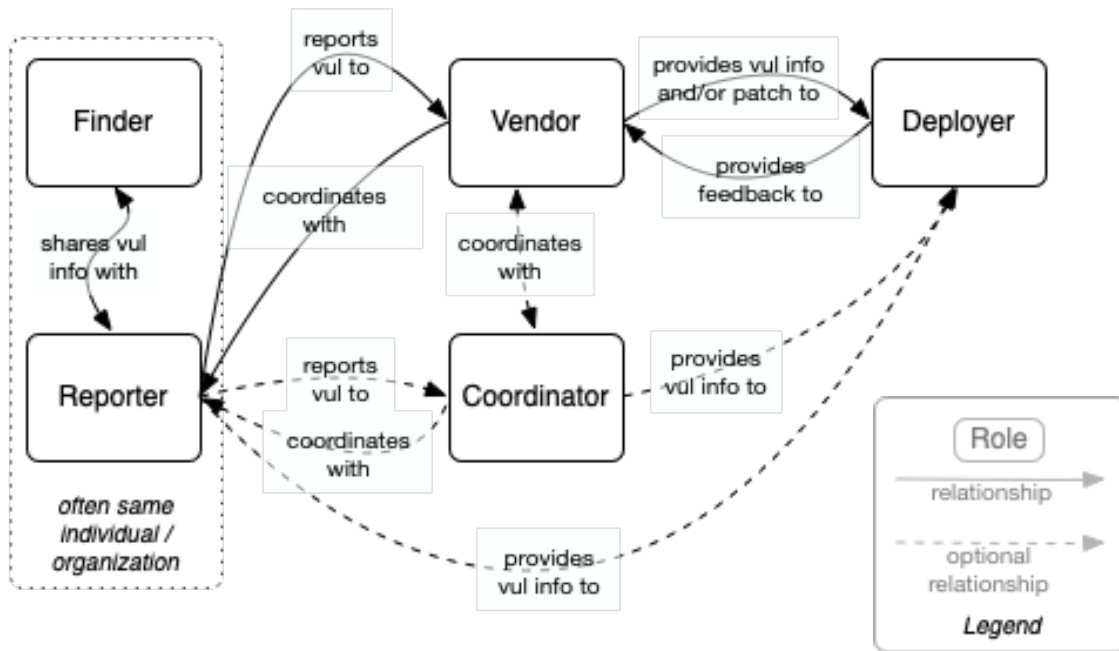 reports
vul to
Finder
Vendor
provides vul info
and/or patch to
Deployer
coordinates
with
provides
feedback to
shares vul
info with
coordinates
with
Reporter
reports
vul to
Coordinator
provides
vul info to
coordinates
with
often same
individual /
organization
provides
vul info to
Role
relationship
optional
relationship
Legend